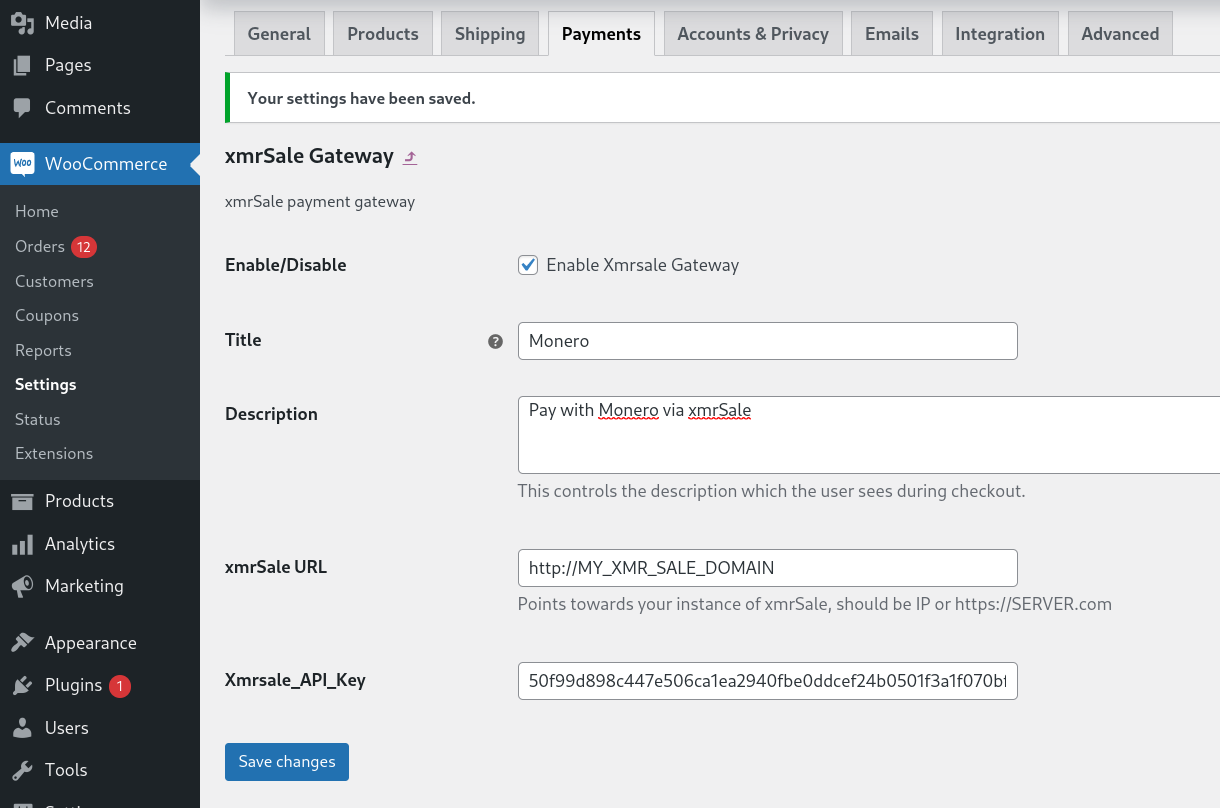 Media
Pages
Comments
WooCommerce
Home
Orders 12
Customers
Coupons
Reports
Settings
Status
Extensions
Products
Analytics
Marketing
Appearance
Plugins 1
Users
Tools
General Products Shipping Payments Accounts & Privacy Emails Integration Advanced
Your settings have been saved.
xmrSale Gateway
xmrSale payment gateway
Enable/Disable Enable Xmrsale Gateway
Title ? Monero
Description Pay with Monero via xmrSale
This controls the description which the user sees during checkout.
xmrSale URL http://MY_XMR_SALE_DOMAIN
Points towards your instance of xmrSale, should be IP or https://SERVER.com
Xmrsale_API_Key 50f99d898c447e506ca1ea2940fbe0ddcef24b0501f3a1f070b
Save changes